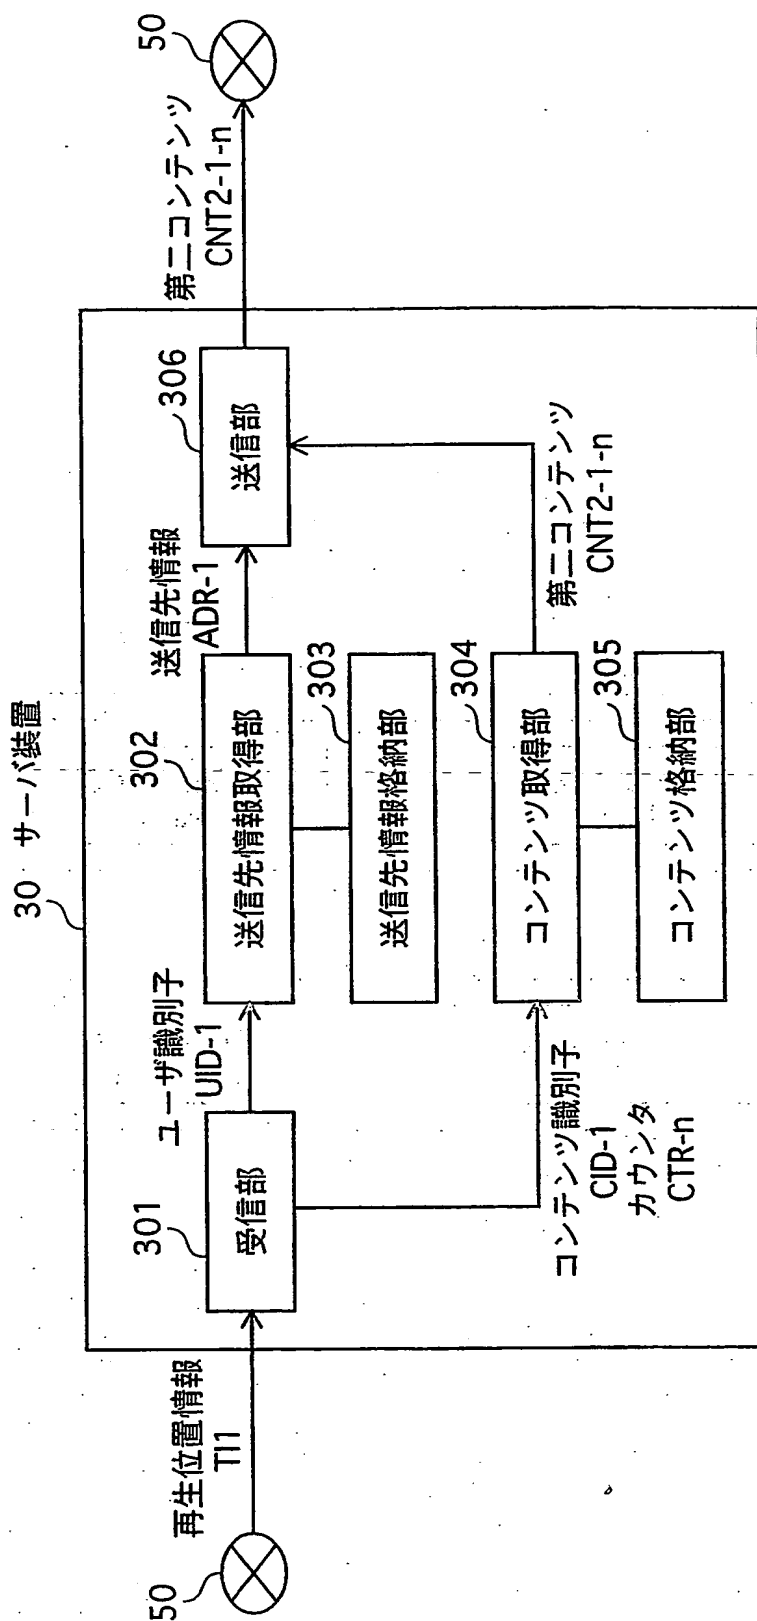 30 サーバ装置
50
再生位置情報
TI1
301
受信部
ユーザ識別子
UID-1
302
送信先情報取得部
303
送信先情報格納部
送信先情報
ADR-1
306
送信部
第二コンテンツ
CNT2-1-n
50
コンテンツ識別子
CID-1
カウンタ
CTR-n
304
コンテンツ取得部
305
コンテンツ格納部
第二コンテンツ
CNT2-1-n